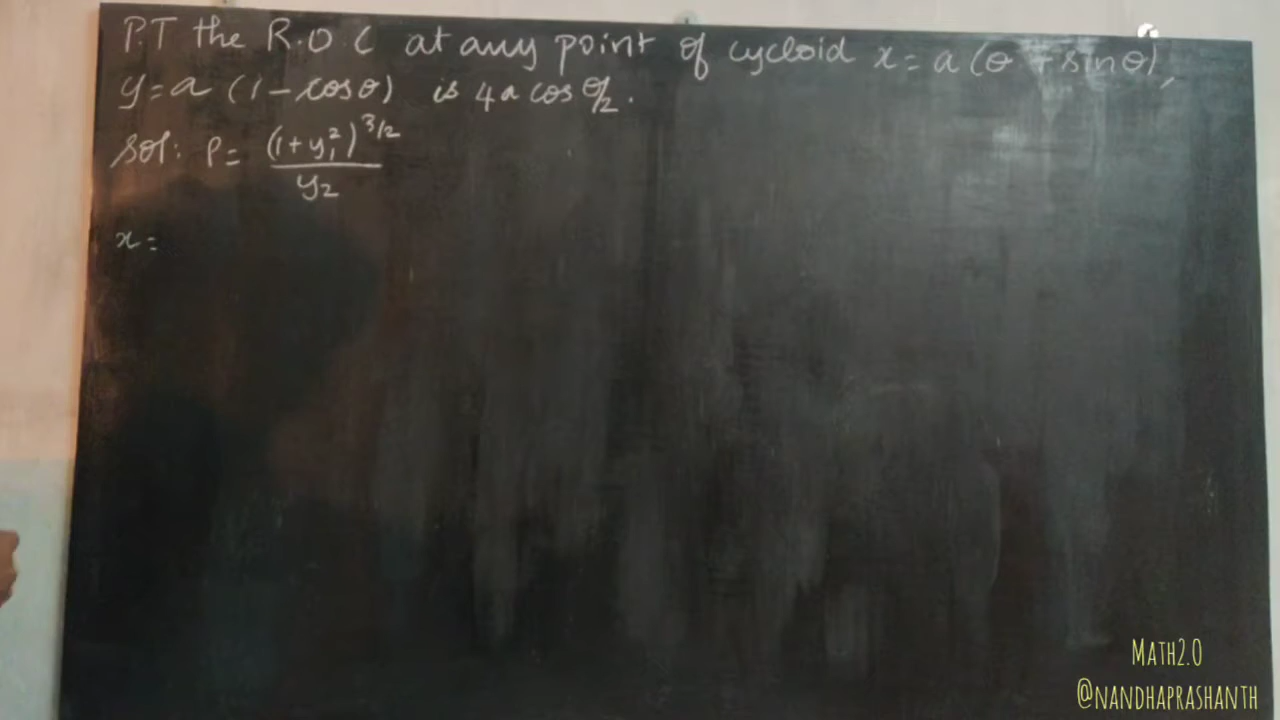 P.T the R.O.C at any point of cycloid x = a(θ + sinθ),
y = a (1 - cosθ) is 4a cos θ/2.
Sol: ρ = (1+y₁²)^3/2 / y₂
x =
MATH2.0
@NANDHAPRASHANTH